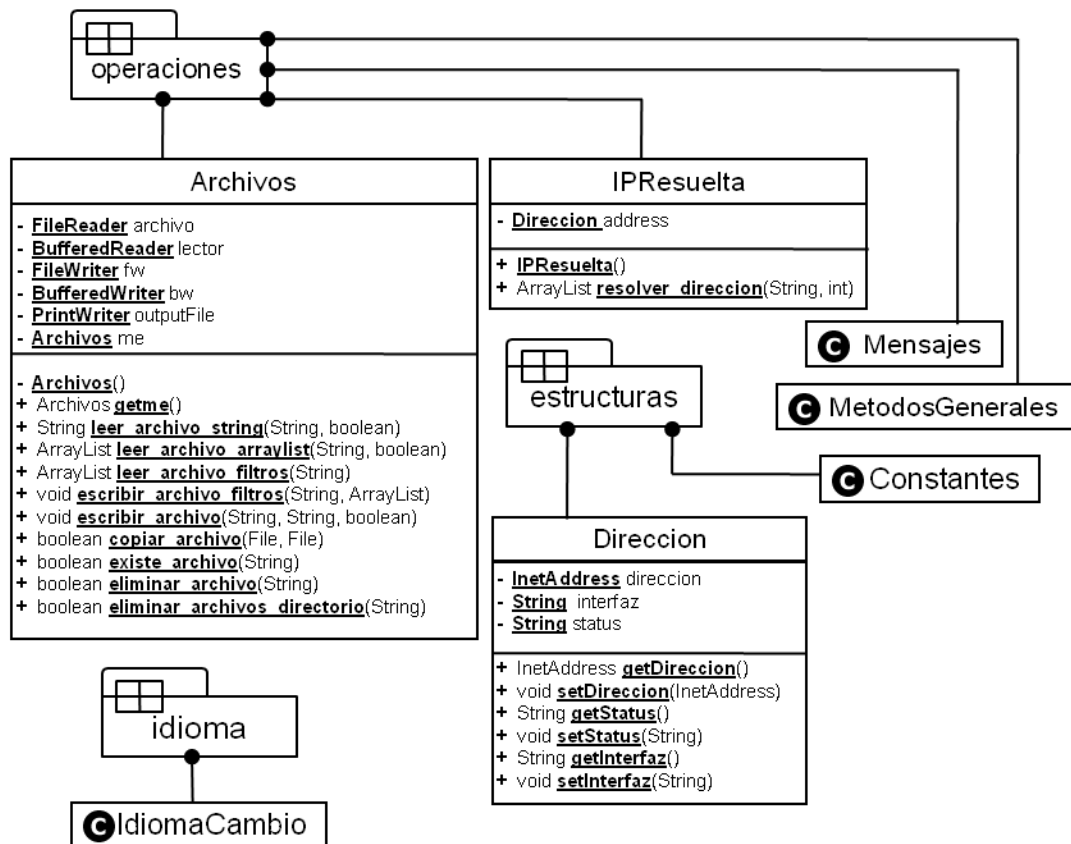 operaciones
Archivos
- FileReader archivo
- BufferedReader lector
- FileWriter fw
- BufferedWriter bw
- PrintWriter outputFile
- Archivos me
- Archivos()
+ Archivos getme()
+ String leer_archivo_string(String, boolean)
+ ArrayList leer_archivo_arraylist(String, boolean)
+ ArrayList leer_archivo_filtros(String)
+ void escribir_archivo_filtros(String, ArrayList)
+ void escribir_archivo(String, String, boolean)
+ boolean copiar_archivo(File, File)
+ boolean existe_archivo(String)
+ boolean eliminar_archivo(String)
+ boolean eliminar_archivos_directorio(String)
IPResuelta
- Direccion address
+ IPResuelta()
+ ArrayList resolver_direccion(String, int)
C Mensajes
C MetodosGenerales
estructuras
C Constantes
Direccion
- InetAddress direccion
- String interfaz
- String status
+ InetAddress getDireccion()
+ void setDireccion(InetAddress)
+ String getStatus()
+ void setStatus(String)
+ String getInterfaz()
+ void setInterfaz(String)
idioma
C IdiomaCambio